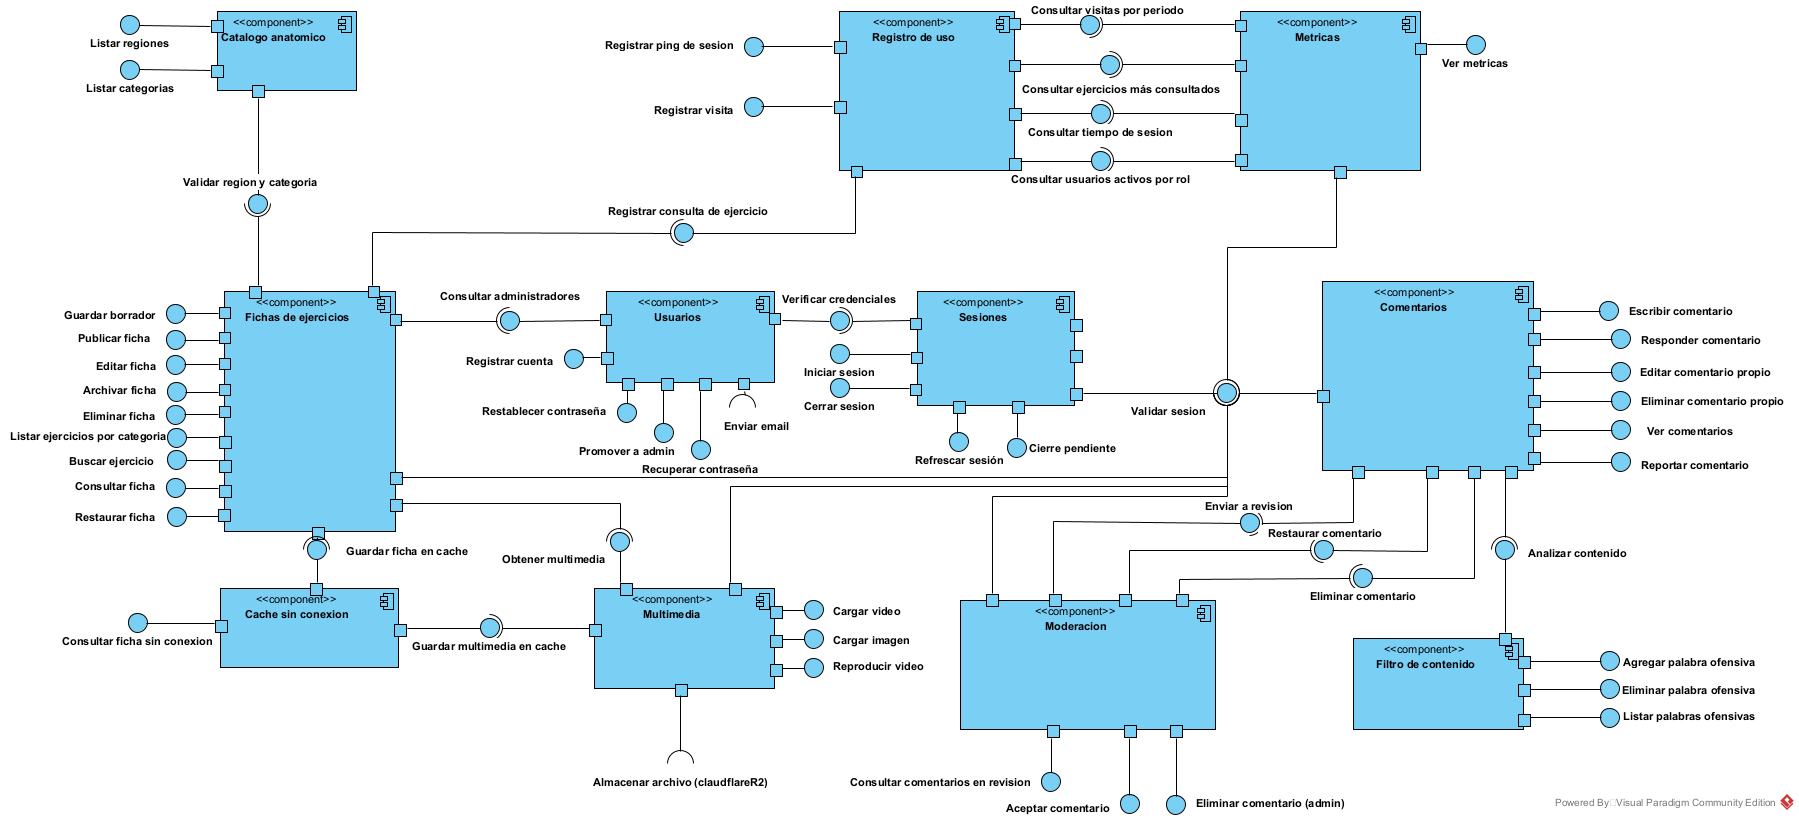 <<component>>
Catalogo anatomico
Listar regiones
Listar categorias
Validar region y categoria
<<component>>
Registro de uso
Registrar ping de sesion
Registrar visita
Registrar consulta de ejercicio
Consultar visitas por periodo
Consultar ejercicios más consultados
Consultar tiempo de sesion
Consultar usuarios activos por rol
<<component>>
Metricas
Ver metricas
<<component>>
Fichas de ejercicios
Guardar borrador
Publicar ficha
Editar ficha
Archivar ficha
Eliminar ficha
Listar ejercicios por categoria
Buscar ejercicio
Consultar ficha
Restaurar ficha
Consultar administradores
<<component>>
Usuarios
Registrar cuenta
Restablecer contraseña
Promover a admin
Recuperar contraseña
Enviar email
Verificar credenciales
<<component>>
Sesiones
Iniciar sesion
Cerrar sesion
Refrescar sesión
Cierre pendiente
Validar sesion
<<component>>
Comentarios
Escribir comentario
Responder comentario
Editar comentario propio
Eliminar comentario propio
Ver comentarios
Reportar comentario
Enviar a revision
Restaurar comentario
Eliminar comentario
Analizar contenido
Guardar ficha en cache
Obtener multimedia
<<component>>
Cache sin conexion
Consultar ficha sin conexion
Guardar multimedia en cache
<<component>>
Multimedia
Cargar video
Cargar imagen
Reproducir video
Almacenar archivo (claudflareR2)
<<component>>
Moderacion
Consultar comentarios en revision
Aceptar comentario
Eliminar comentario (admin)
<<component>>
Filtro de contenido
Agregar palabra ofensiva
Eliminar palabra ofensiva
Listar palabras ofensivas
Powered By Visual Paradigm Community Edition